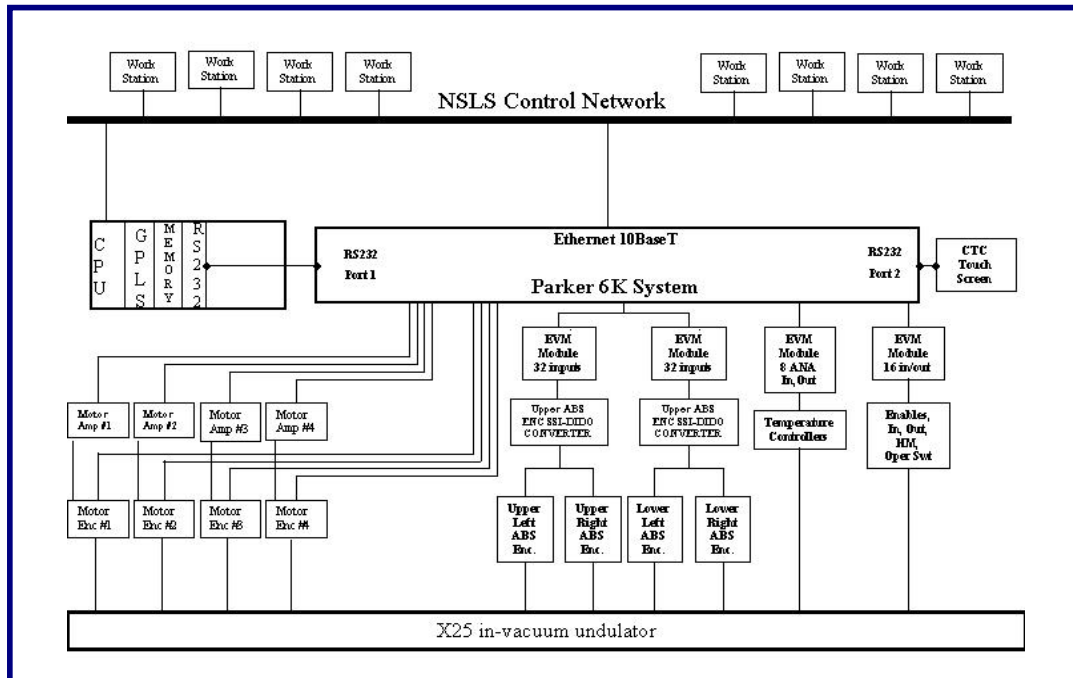 Work
Station
Work
Station
Work
Station
Work
Station
Work
Station
Work
Station
Work
Station
Work
Station
NSLS Control Network
CPU
GPLS
MEMORY
RS232
Ethernet 10BaseT
RS232
Port 1
RS232
Port 2
Parker 6K System
CTC
Touch
Screen
EVM
Module
32 inputs
EVM
Module
32 inputs
EVM
Module
8 ANA
In, Out
EVM
Module
16 in/out
Motor
Amp #1
Motor
Amp #2
Motor
Amp #3
Motor
Amp #4
Upper ABS
ENC SSI-DIDO
CONVERTER
Upper ABS
ENC SSI-DIDO
CONVERTER
Temperature
Controllers
Enables,
In, Out,
HM,
Oper Swt
Motor
Enc #1
Motor
Enc #2
Motor
Enc #3
Motor
Enc #4
Upper
Left
ABS
Enc.
Upper
Right
ABS
Enc.
Lower
Left
ABS
Enc.
Lower
Right
ABS
Enc.
X25 in-vacuum undulator